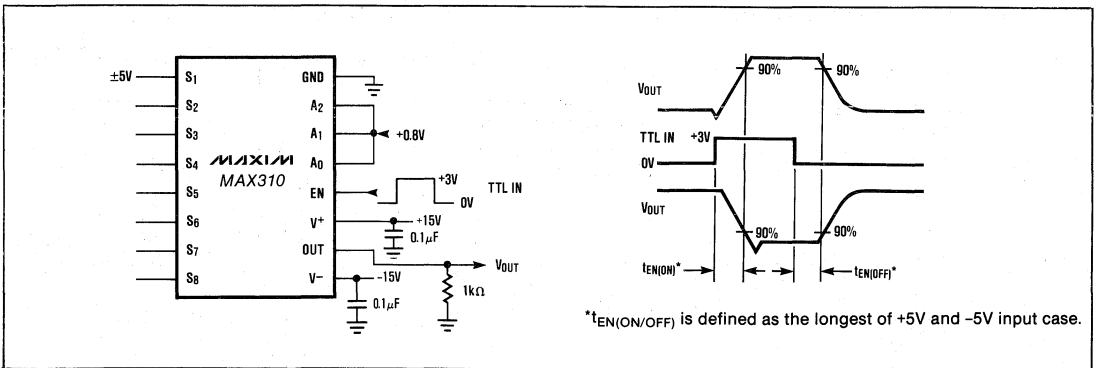 ±5V
S1
S2
S3
S4
S5
S6
S7
S8
MAXIM
MAX310
GND
A2
A1
A0
EN
V+
OUT
V−
+0.8V
+3V
0V
TTL IN
+15V
0.1µF
VOUT
−15V
0.1µF
1kΩ
VOUT
90%
90%
TTL IN +3V
0V
VOUT
90%
90%
tEN(ON)*
tEN(OFF)*
*tEN(ON/OFF) is defined as the longest of +5V and −5V input case.